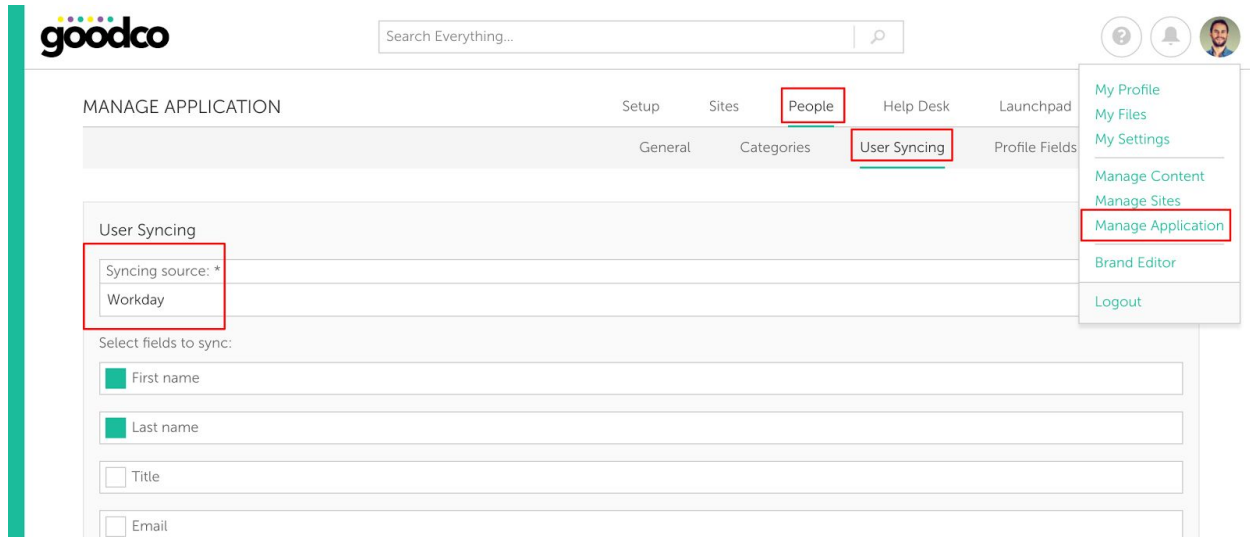 goodco
Search Everything...
MANAGE APPLICATION
Setup Sites People Help Desk Launchpad
General Categories User Syncing Profile Fields
My Profile
My Files
My Settings
Manage Content
Manage Sites
Manage Application
Brand Editor
Logout
User Syncing
Syncing source: *
Workday
Select fields to sync:
First name
Last name
Title
Email